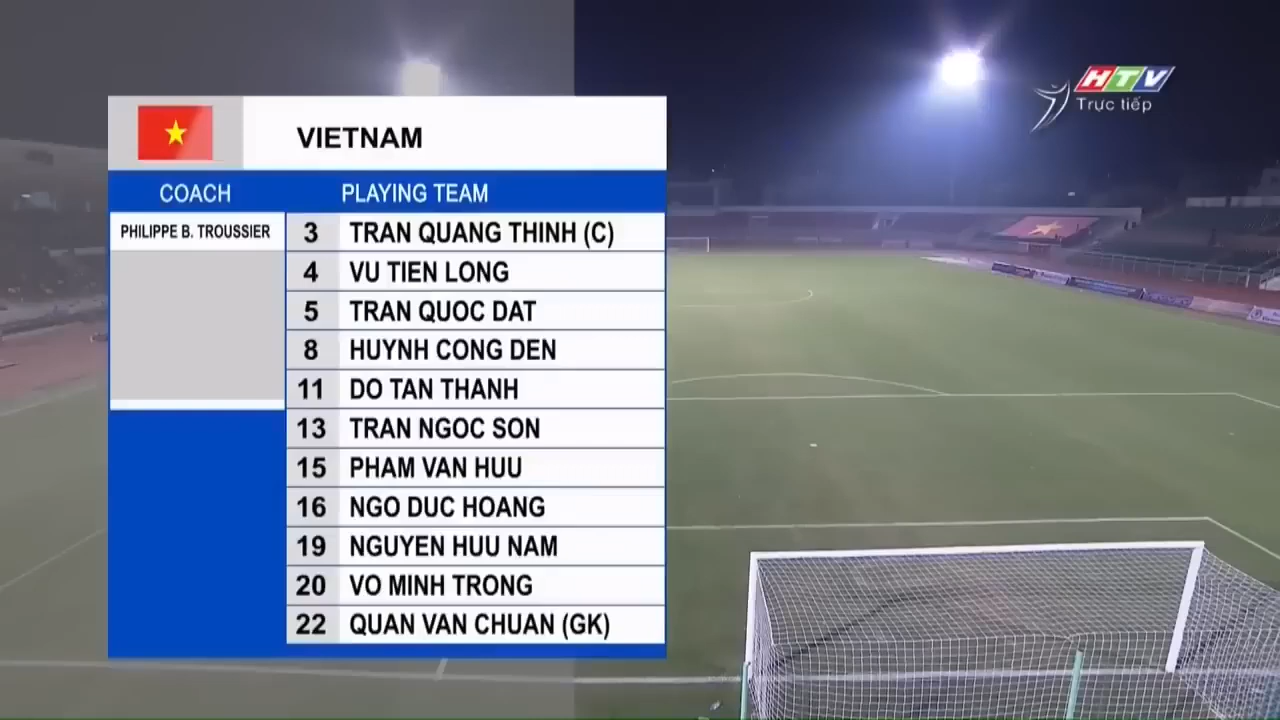 HTV
Trực tiếp
VIETNAM
COACH
PLAYING TEAM
PHILIPPE B. TROUSSIER
3 TRAN QUANG THINH (C)
4 VU TIEN LONG
5 TRAN QUOC DAT
8 HUYNH CONG DEN
11 DO TAN THANH
13 TRAN NGOC SON
15 PHAM VAN HUU
16 NGO DUC HOANG
19 NGUYEN HUU NAM
20 VO MINH TRONG
22 QUAN VAN CHUAN (GK)